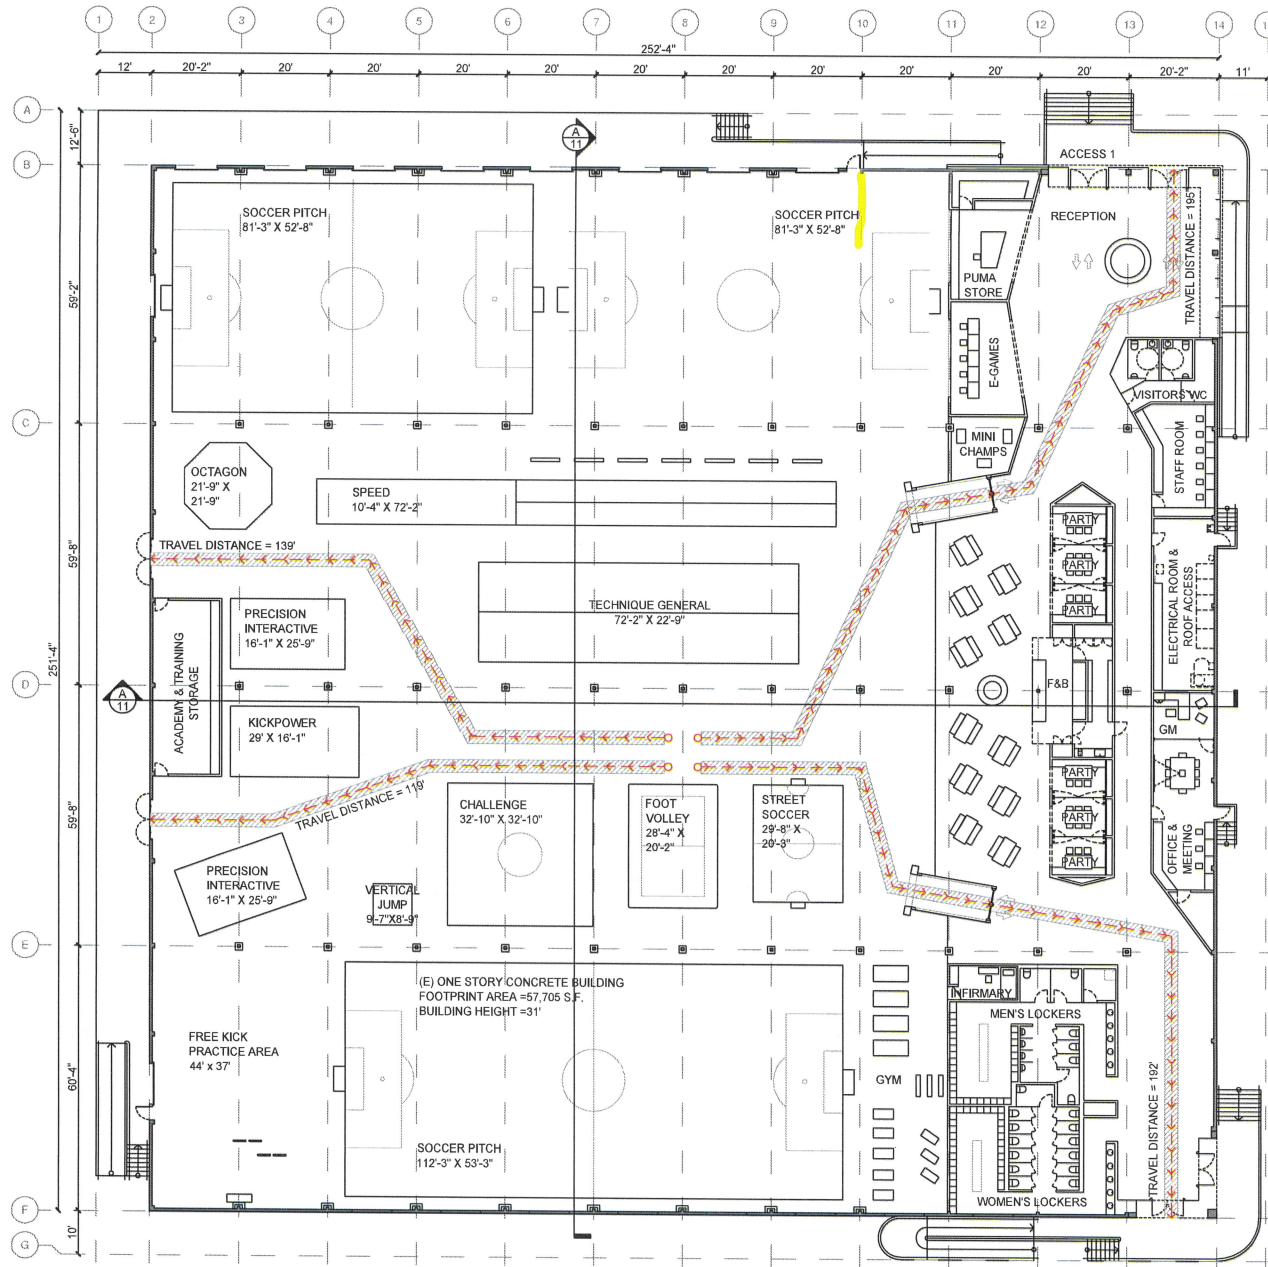 1 2 3 4 5 6 7 8 9 10 11 12 13 14
252'-4"
12' 20'-2" 20' 20' 20' 20' 20' 20' 20' 20' 20' 20' 20'-2" 11'
A
12'-6"
B
A
11
ACCESS 1
SOCCER PITCH
81'-3" X 52'-8"
SOCCER PITCH
81'-3" X 52'-8"
RECEPTION
TRAVEL DISTANCE = 195'
PUMA
STORE
59'-2"
E-GAMES
VISITORS WC
C
MINI
CHAMPS
STAFF ROOM
OCTAGON
21'-9" X
21'-9"
SPEED
10'-4" X 72'-2"
PARTY
PARTY
PARTY
TRAVEL DISTANCE = 139'
59'-8"
TECHNIQUE GENERAL
72'-2" X 22'-9"
ELECTRICAL ROOM &
ROOF ACCESS
PRECISION
INTERACTIVE
16'-1" X 25'-9"
ACADEMY & TRAINING
STORAGE
251'-4"
D
A
11
F&B
GM
KICKPOWER
29' X 16'-1"
PARTY
PARTY
PARTY
TRAVEL DISTANCE = 119'
59'-8"
CHALLENGE
32'-10" X 32'-10"
FOOT
VOLLEY
28'-4" X
20'-2"
STREET
SOCCER
29'-8" X
20'-3"
OFFICE &
MEETING
PRECISION
INTERACTIVE
16'-1" X 25'-9"
VERTICAL
JUMP
9'-7"X8'-9"
E
(E) ONE STORY CONCRETE BUILDING
FOOTPRINT AREA =57,705 S.F.
BUILDING HEIGHT =31'
INFIRMARY
MEN'S LOCKERS
FREE KICK
PRACTICE AREA
44' x 37'
60'-4"
GYM
TRAVEL DISTANCE = 192'
SOCCER PITCH
112'-3" X 53'-3"
WOMEN'S LOCKERS
F
10'
G